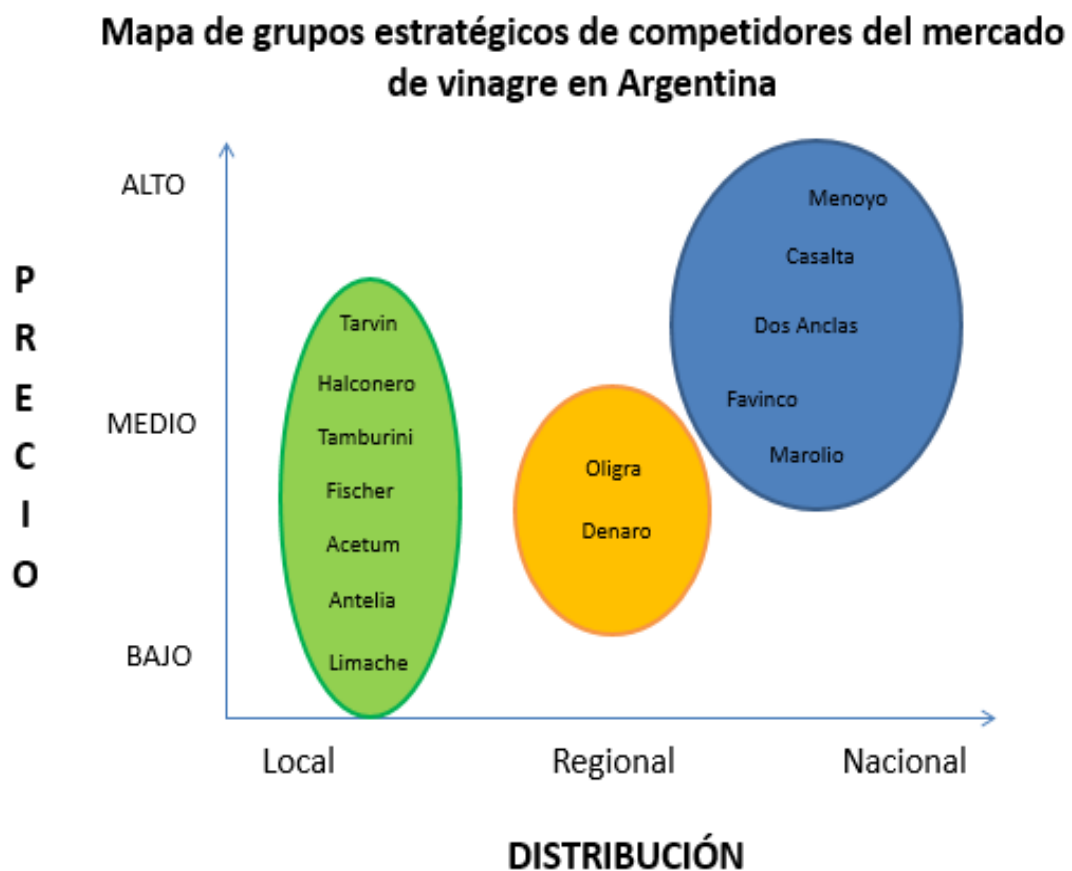 Mapa de grupos estratégicos de competidores del mercado
de vinagre en Argentina
PRECIO
ALTO
MEDIO
BAJO
Tarvin
Halconero
Tamburini
Fischer
Acetum
Antelia
Limache
Oligra
Denaro
Menoyo
Casalta
Dos Anclas
Favinco
Marolio
Local
Regional
Nacional
DISTRIBUCIÓN